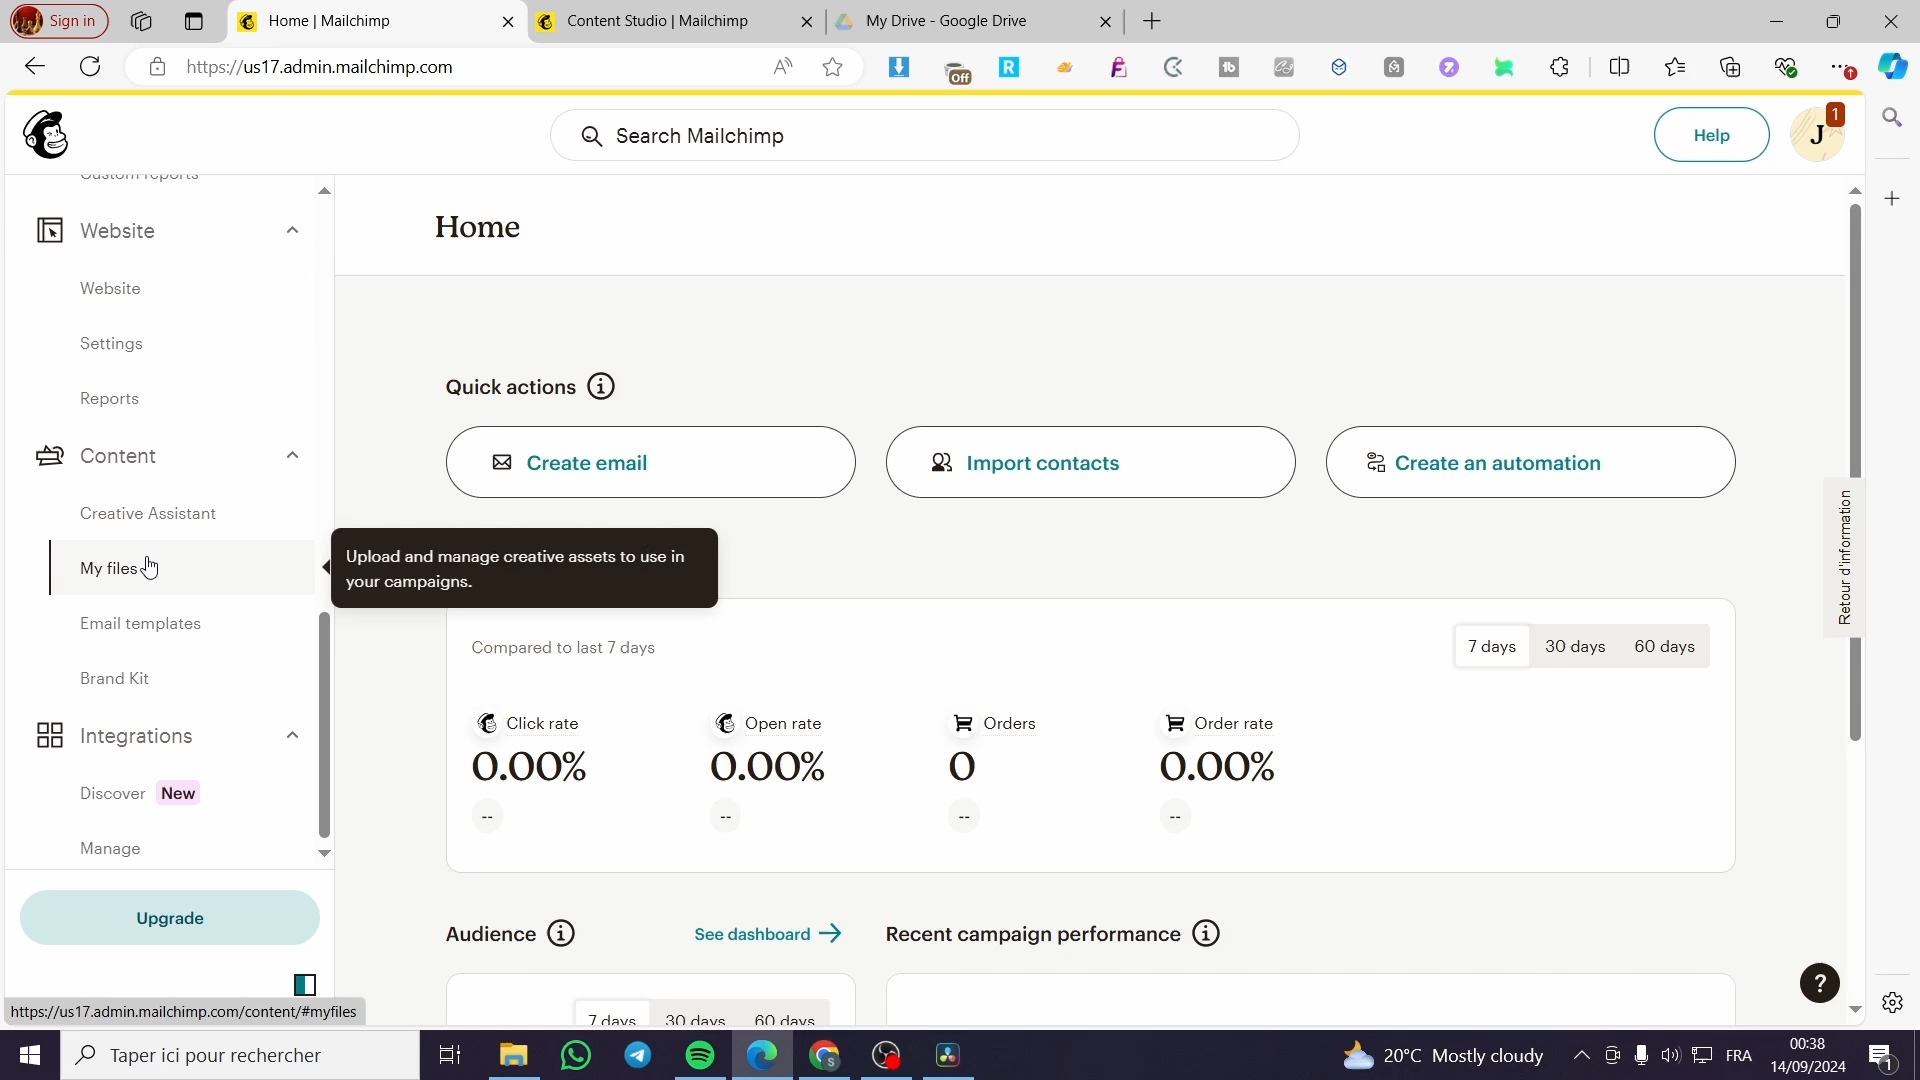 Sign in
Home | Mailchimp
Content Studio | Mailchimp
My Drive - Google Drive
https://us17.admin.mailchimp.com
Off
Search Mailchimp
Help
J
1
Custom reports
Website
Website
Settings
Reports
Content
Creative Assistant
My files
Email templates
Brand Kit
Integrations
Discover New
Manage
Upgrade
https://us17.admin.mailchimp.com/content/#myfiles
Home
Quick actions
Create email
Import contacts
Create an automation
Upload and manage creative assets to use in
your campaigns.
Compared to last 7 days
7 days 30 days 60 days
Click rate
0.00%
--
Open rate
0.00%
--
Orders
0
--
Order rate
0.00%
--
Audience
See dashboard
7 days 30 days 60 days
Recent campaign performance
Retour d'information
?
Taper ici pour rechercher
20°C Mostly cloudy
FRA
00:38
14/09/2024
1